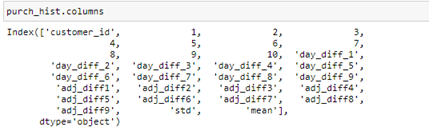 purch_hist.columns
Index(['customer_id', 1, 2, 3,
4, 5, 6, 7,
8, 9, 10, 'day_diff_1',
'day_diff_2', 'day_diff_3', 'day_diff_4', 'day_diff_5',
'day_diff_6', 'day_diff_7', 'day_diff_8', 'day_diff_9',
'adj_diff1', 'adj_diff2', 'adj_diff3', 'adj_diff4',
'adj_diff5', 'adj_diff6', 'adj_diff7', 'adj_diff8',
'adj_diff9', 'std', 'mean'],
dtype='object')